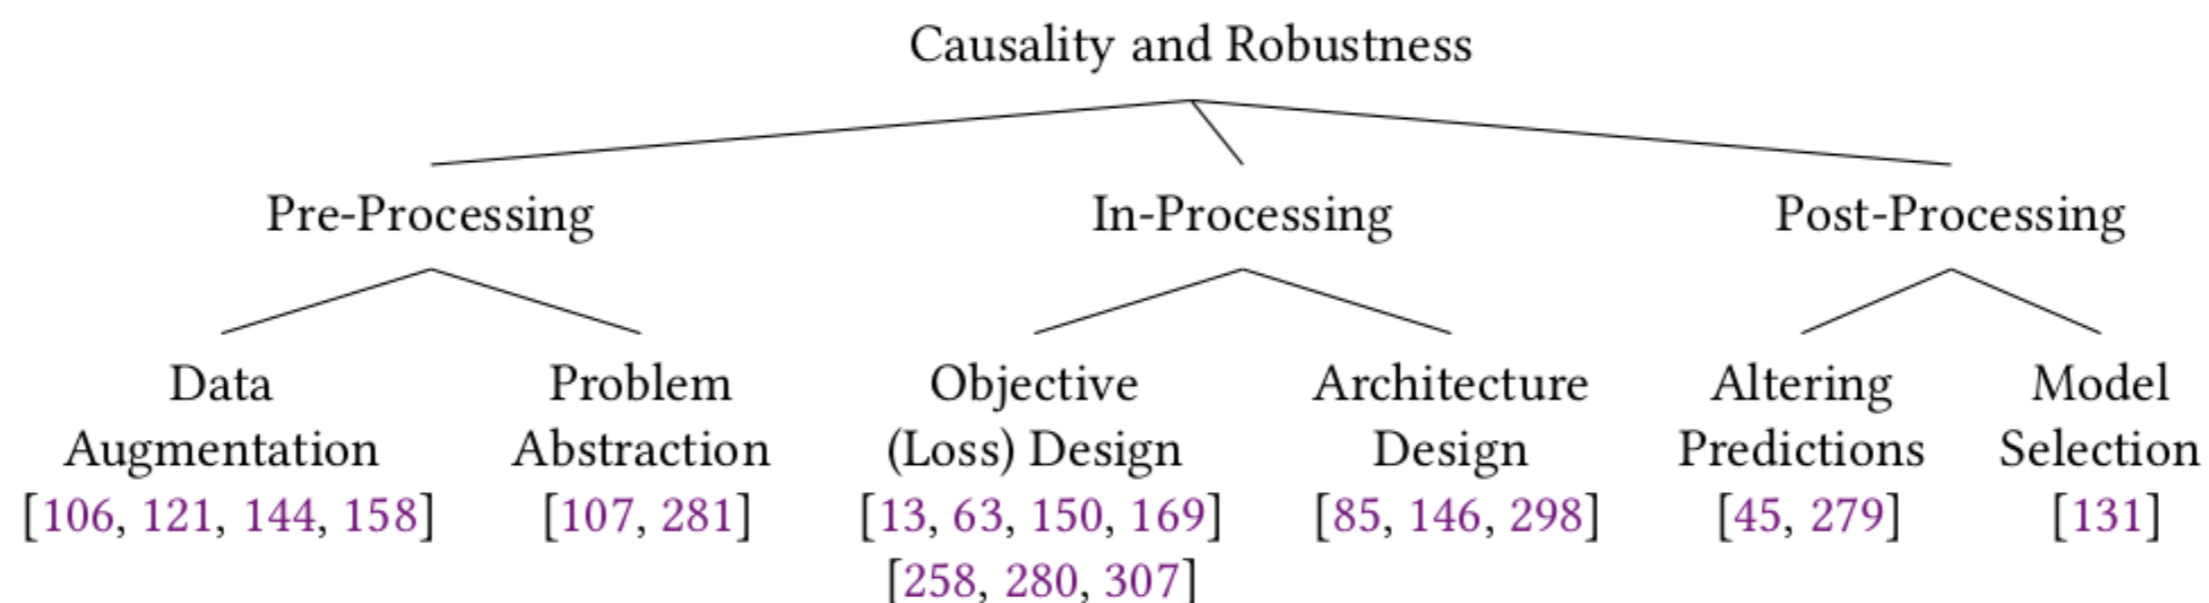 Causality and Robustness
Pre-Processing
In-Processing
Post-Processing
Data
Augmentation
[106, 121, 144, 158]
Problem
Abstraction
[107, 281]
Objective
(Loss) Design
[13, 63, 150, 169]
[258, 280, 307]
Architecture
Design
[85, 146, 298]
Altering
Predictions
[45, 279]
Model
Selection
[131]